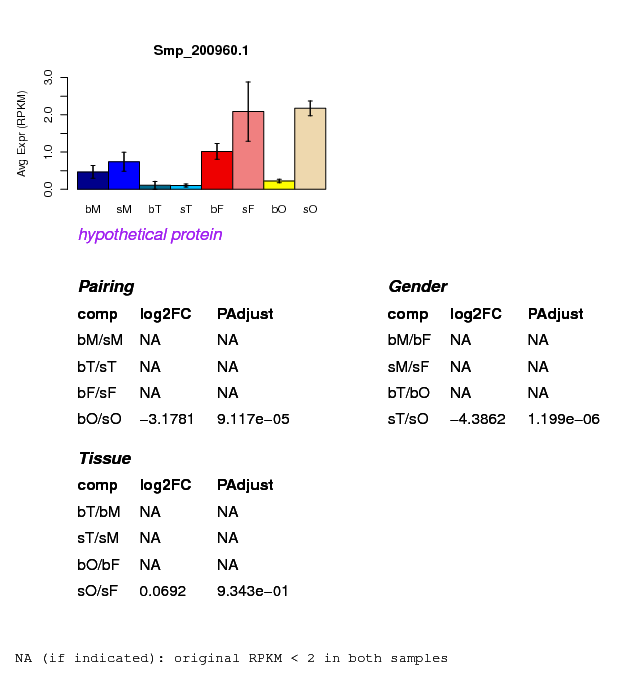 Smp_200960.1
Avg Expr (RPKM)
3.0
2.0
1.0
0.0
bM sM bT sT bF sF bO sO
hypothetical protein
Pairing
comp log2FC PAdjust
bM/sM NA NA
bT/sT NA NA
bF/sF NA NA
bO/sO −3.1781 9.117e−05
Gender
comp log2FC PAdjust
bM/bF NA NA
sM/sF NA NA
bT/bO NA NA
sT/sO −4.3862 1.199e−06
Tissue
comp log2FC PAdjust
bT/bM NA NA
sT/sM NA NA
bO/bF NA NA
sO/sF 0.0692 9.343e−01
NA (if indicated): original RPKM < 2 in both samples